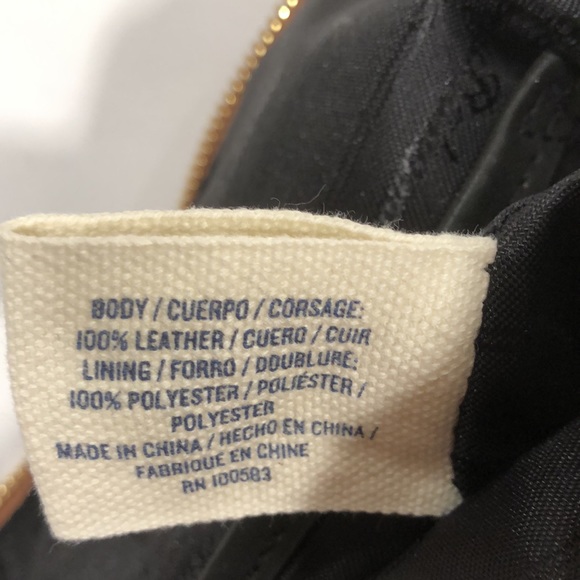 BODY / CUERPO / CORSAGE:
100% LEATHER / CUERO / CUIR
LINING / FORRO / DOUBLURE:
100% POLYESTER / POLIÉSTER /
POLYESTER
MADE IN CHINA / HECHO EN CHINA /
FABRIQUE EN CHINE
RN 100583